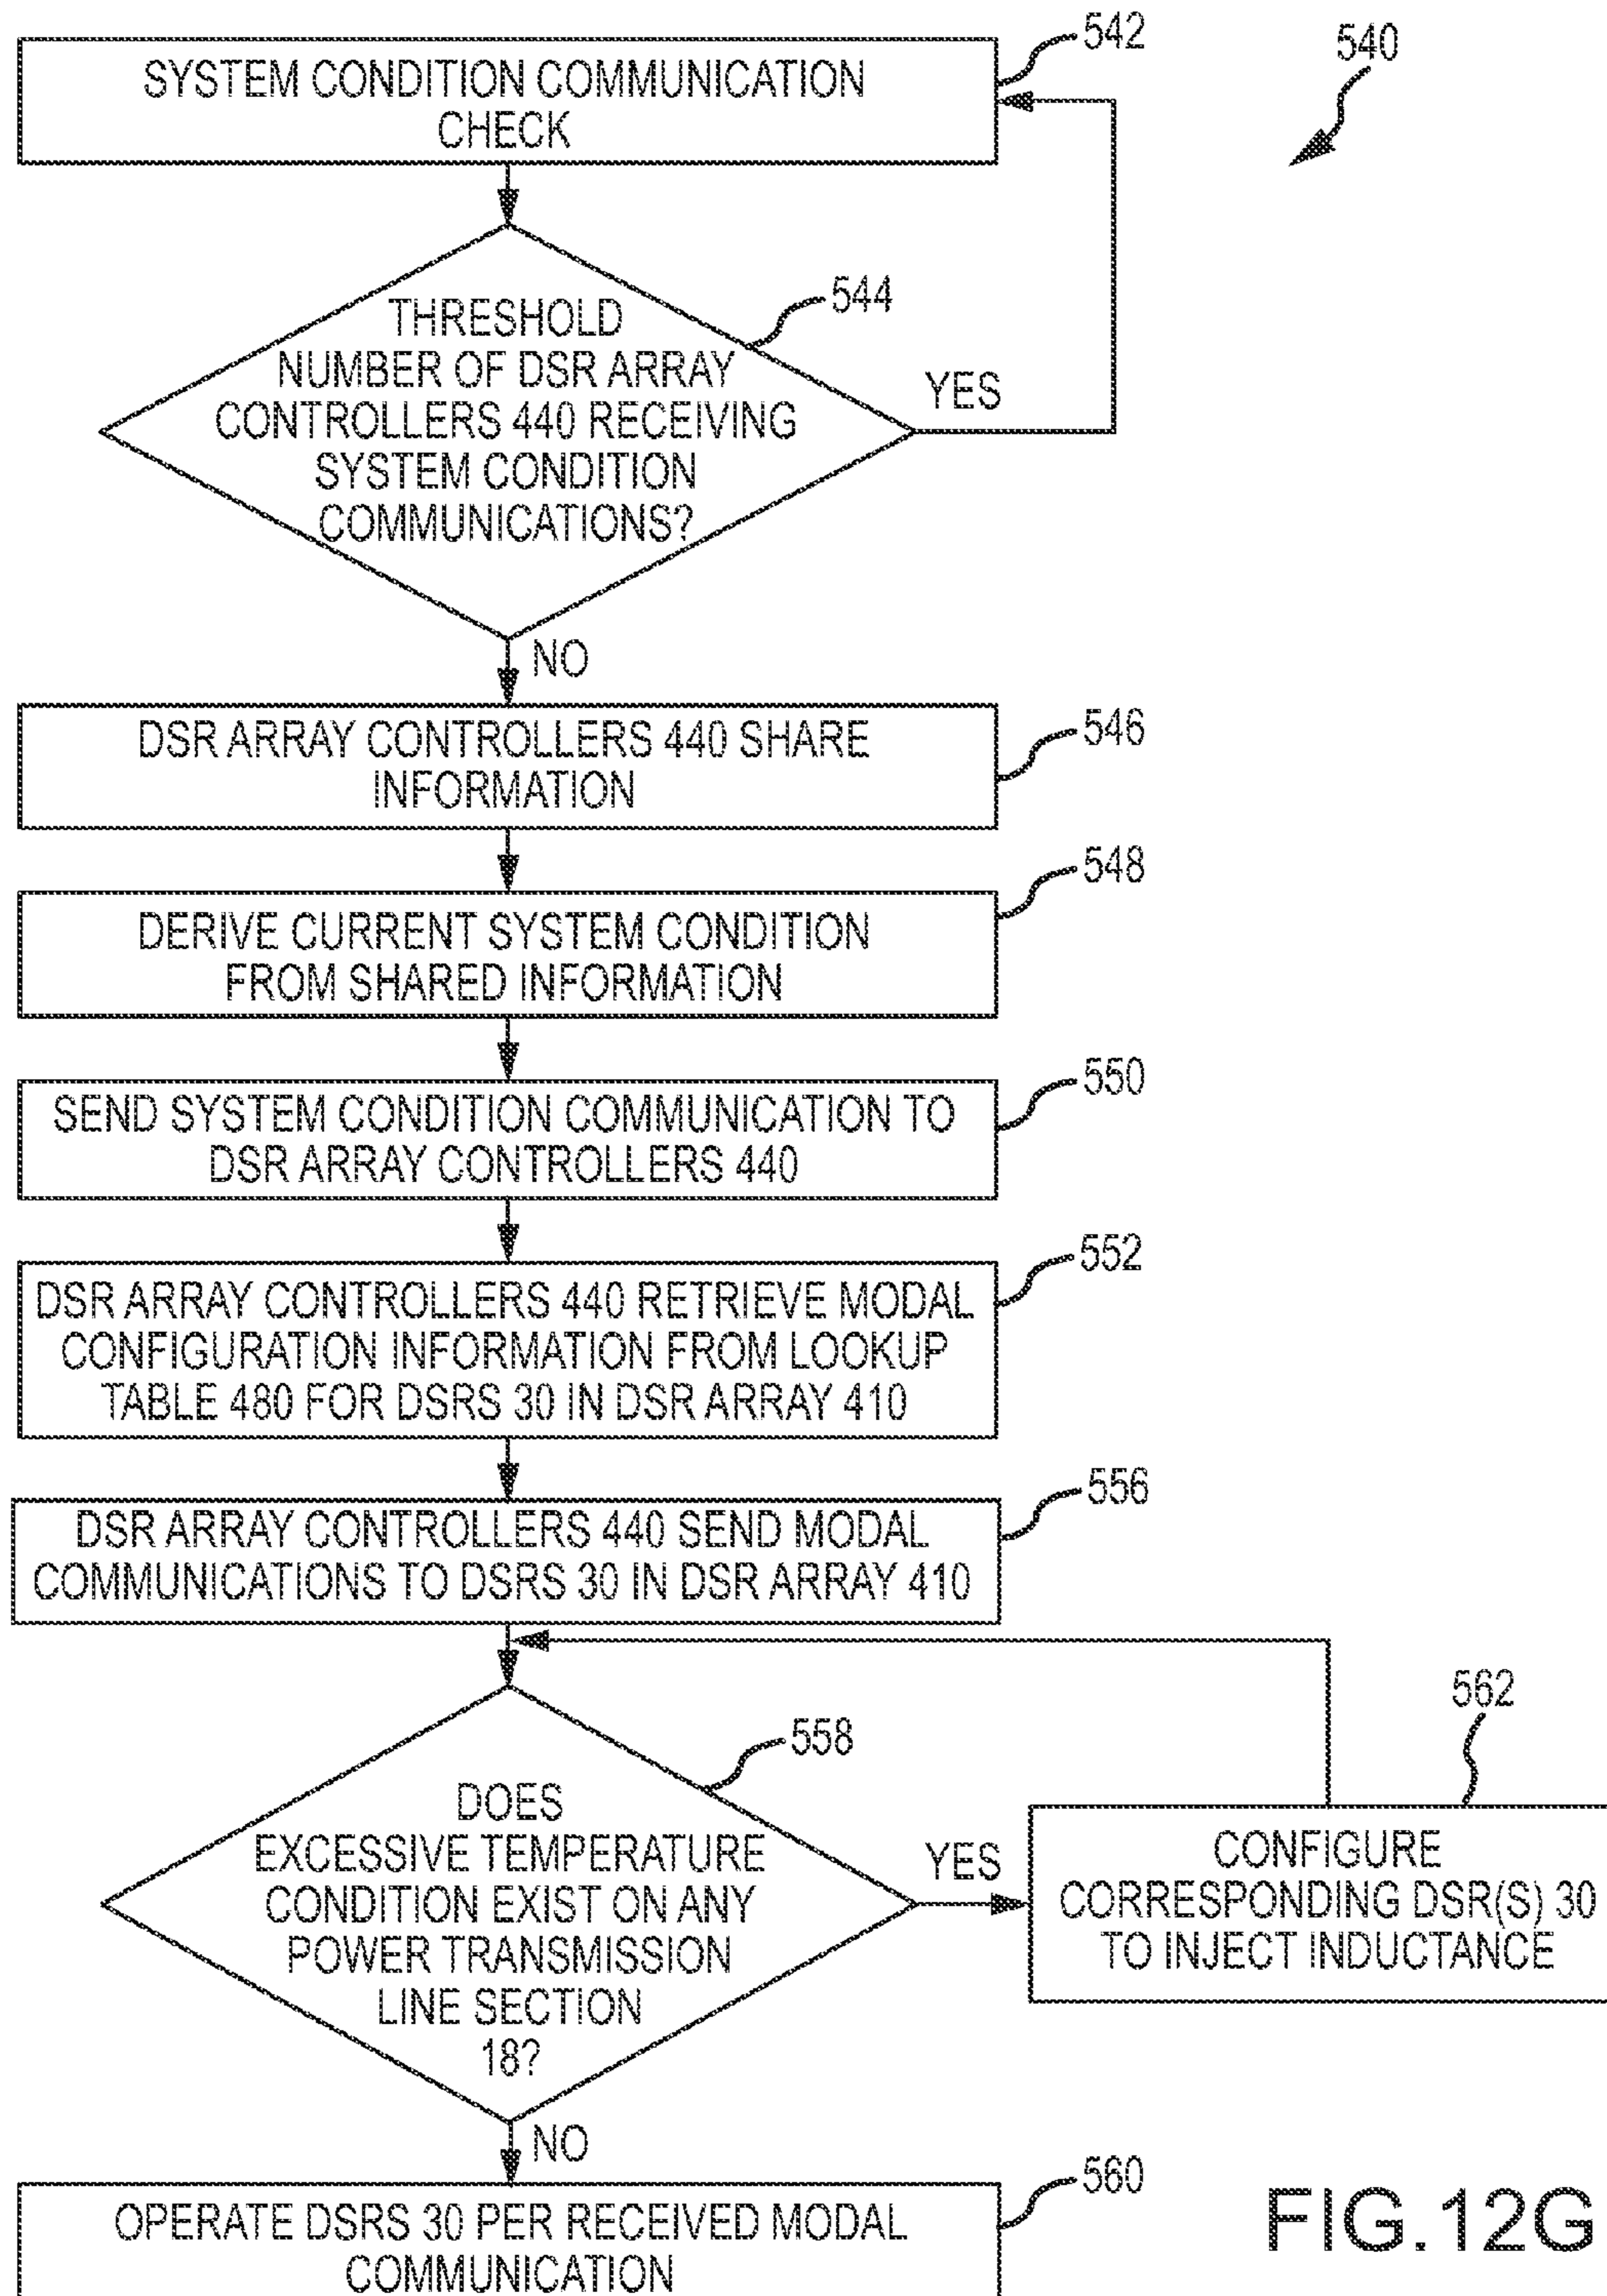 542
540
SYSTEM CONDITION COMMUNICATION
CHECK
544
THRESHOLD
NUMBER OF DSR ARRAY
CONTROLLERS 440 RECEIVING
SYSTEM CONDITION
COMMUNICATIONS?
YES
NO
546
DSR ARRAY CONTROLLERS 440 SHARE
INFORMATION
548
DERIVE CURRENT SYSTEM CONDITION
FROM SHARED INFORMATION
550
SEND SYSTEM CONDITION COMMUNICATION TO
DSR ARRAY CONTROLLERS 440
552
DSR ARRAY CONTROLLERS 440 RETRIEVE MODAL
CONFIGURATION INFORMATION FROM LOOKUP
TABLE 480 FOR DSRS 30 IN DSR ARRAY 410
556
DSR ARRAY CONTROLLERS 440 SEND MODAL
COMMUNICATIONS TO DSRS 30 IN DSR ARRAY 410
558
DOES
EXCESSIVE TEMPERATURE
CONDITION EXIST ON ANY
POWER TRANSMISSION
LINE SECTION
18?
YES
562
CONFIGURE
CORRESPONDING DSR(S) 30
TO INJECT INDUCTANCE
NO
560
OPERATE DSRS 30 PER RECEIVED MODAL
COMMUNICATION
FIG.12G